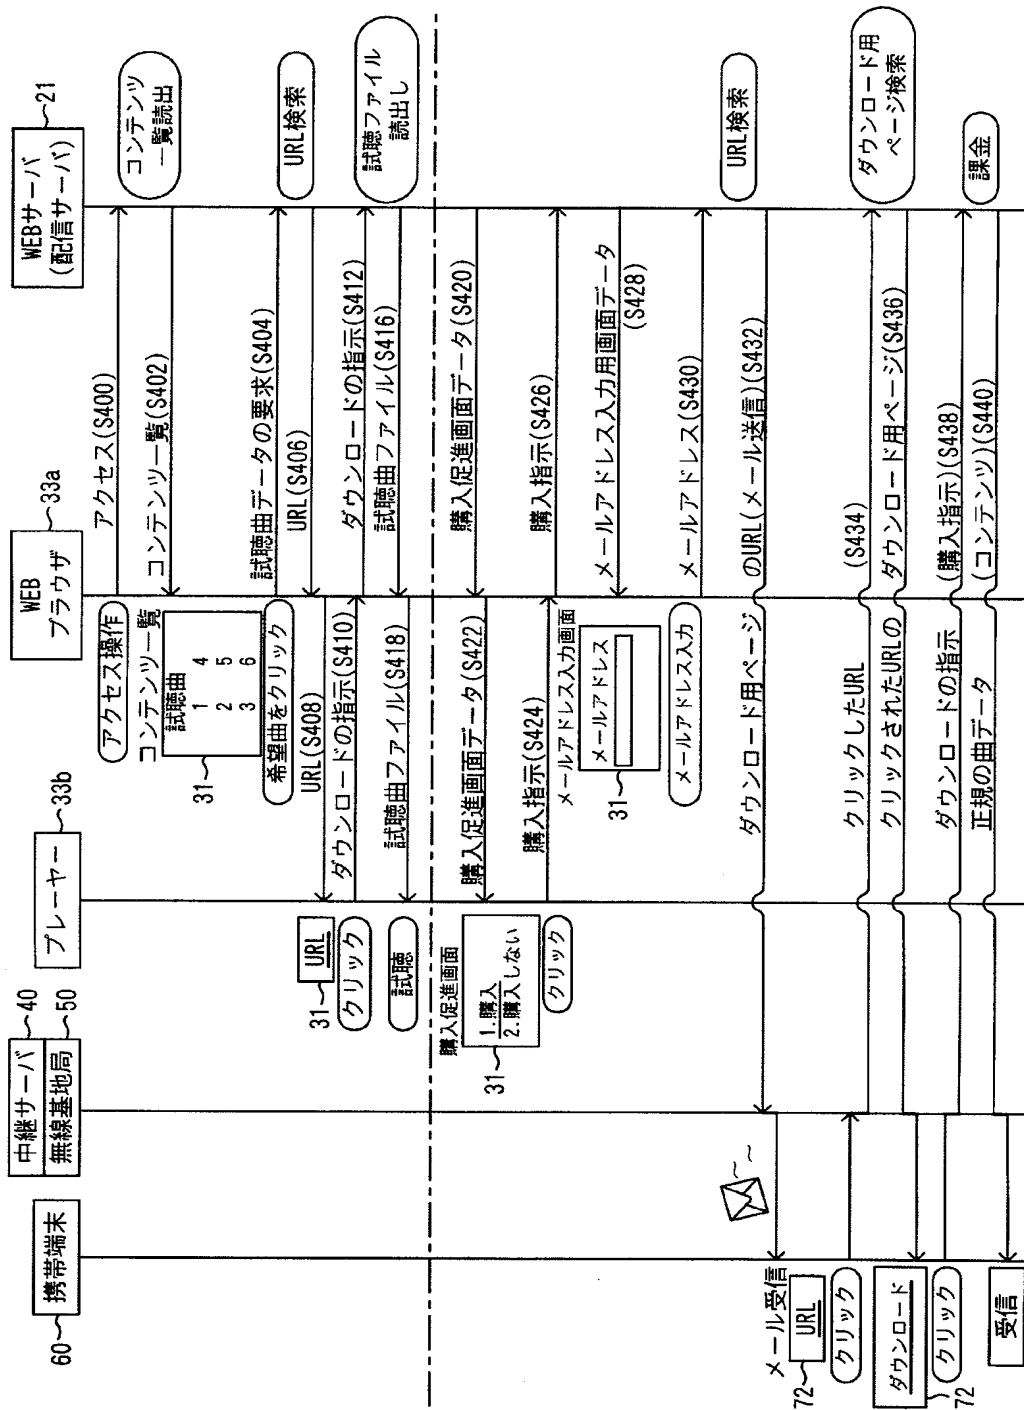 携帯端末
60
中継サーバ
無線基地局
40
50
プレーヤー
33b
WEB
ブラウザ
33a
WEBサーバ
(配信サーバ)
21
アクセス操作
アクセス(S400)
コンテンツ
一覧読出
コンテンツ一覧(S402)
コンテンツ一覧
試聴曲
1 4
2 5
3 6
31
希望曲をクリック
試聴曲データの要求(S404)
URL検索
URL(S406)
URL(S408)
URL
31
クリック
ダウンロードの指示(S410)
ダウンロードの指示(S412)
試聴ファイル
読出し
試聴曲ファイル(S416)
試聴曲ファイル(S418)
試聴
購入促進画面データ(S420)
購入促進画面データ(S422)
購入促進画面
1.購入
2.購入しない
31
クリック
購入指示(S424)
購入指示(S426)
メールアドレス入力用画面データ
(S428)
メールアドレス入力画面
メールアドレス
31
メールアドレス入力
メールアドレス(S430)
URL検索
ダウンロード用ページ
のURL(メール送信)(S432)
メール受信
URL
72
クリック
クリックしたURL
(S434)
ダウンロード用
ページ検索
クリックされたURLの
ダウンロード用ページ(S436)
ダウンロード
72
クリック
ダウンロードの指示
(購入指示)(S438)
課金
正規の曲データ
(コンテンツ)(S440)
受信